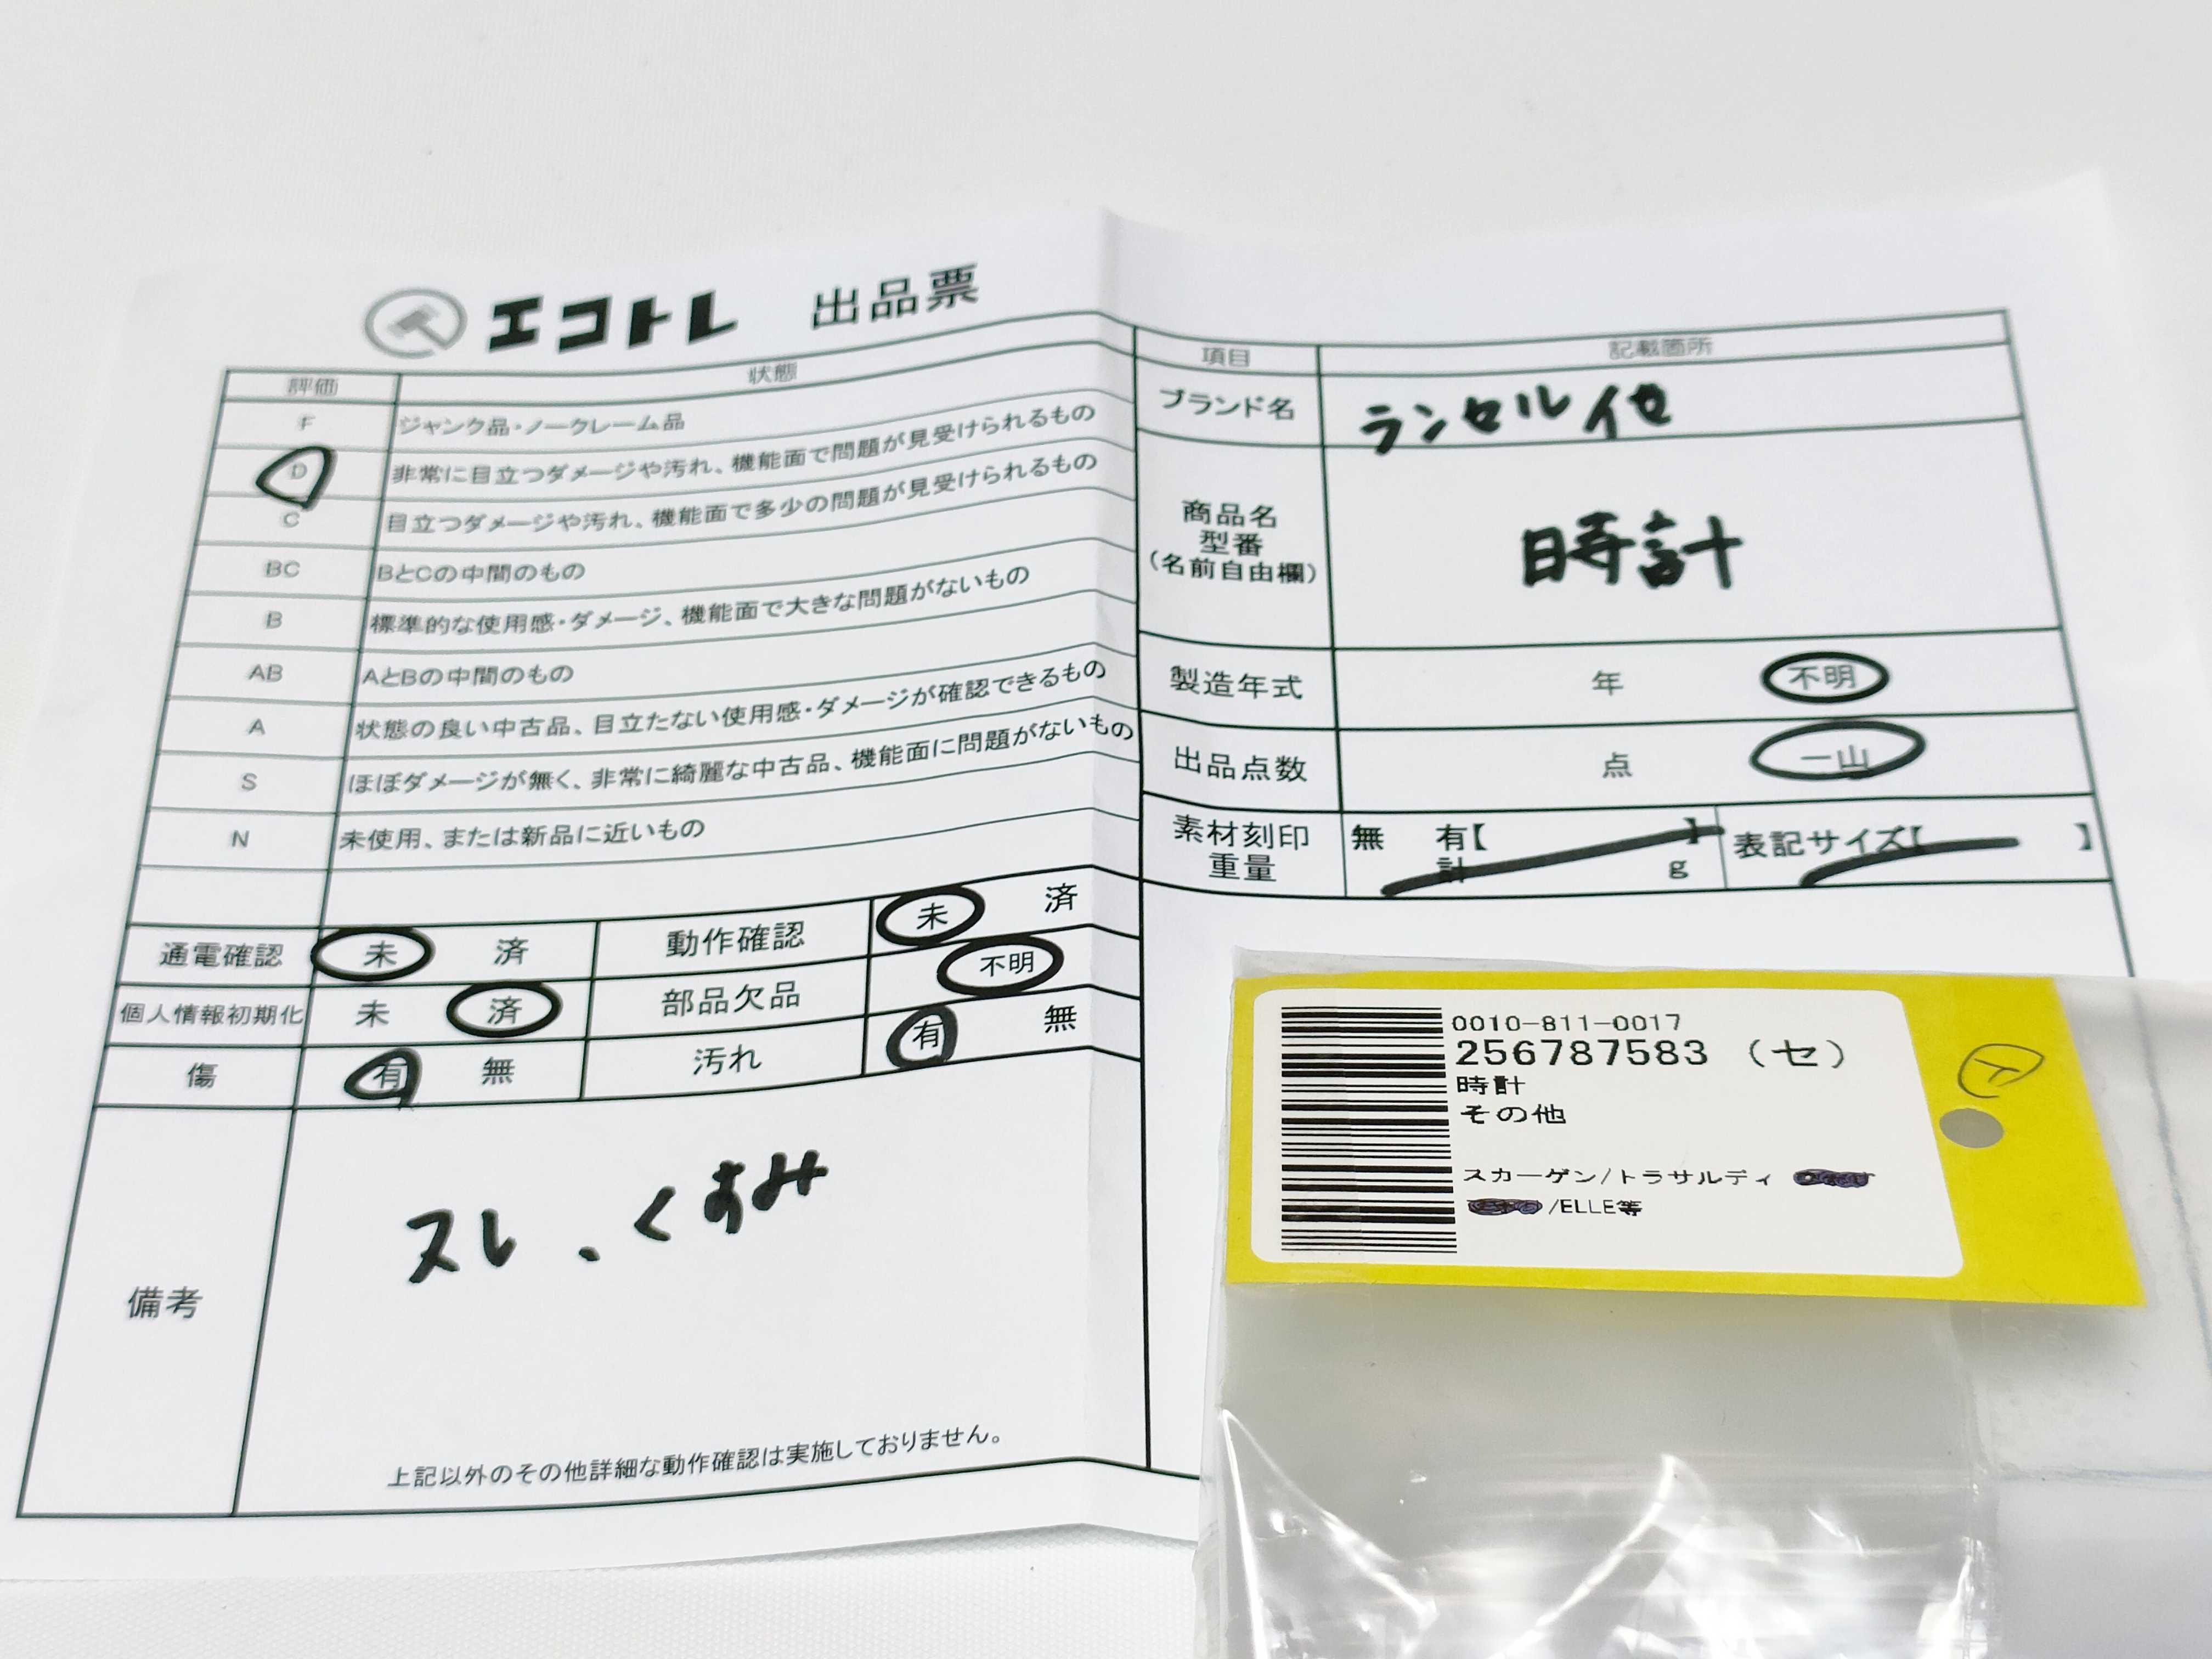 エコトレ 出品票
評価 状態
F ジャンク品・ノークレーム品
D 非常に目立つダメージや汚れ、機能面で問題が見受けられるもの
C 目立つダメージや汚れ、機能面で多少の問題が見受けられるもの
BC BとCの中間のもの
B 標準的な使用感・ダメージ、機能面で大きな問題がないもの
AB AとBの中間のもの
A 状態の良い中古品、目立たない使用感・ダメージが確認できるもの
S ほぼダメージが無く、非常に綺麗な中古品、機能面に問題がないもの
N 未使用、または新品に近いもの
通電確認 未 済 動作確認 未 済
個人情報初期化 未 済 部品欠品 不明
傷 有 無 汚れ 有 無
備考 スレ、くすみ
上記以外のその他詳細な動作確認は実施しておりません。
項目 記載箇所
ブランド名 ランセル他
商品名
型番
(名前自由欄)
時計
製造年式 年 不明
出品点数 点 一山
素材刻印 無 有【 】 表記サイズ【 】
重量 計 g
0010-811-0017
256787583 (セ)
時計
その他
スカーゲン/トラサルディ
/ELLE等